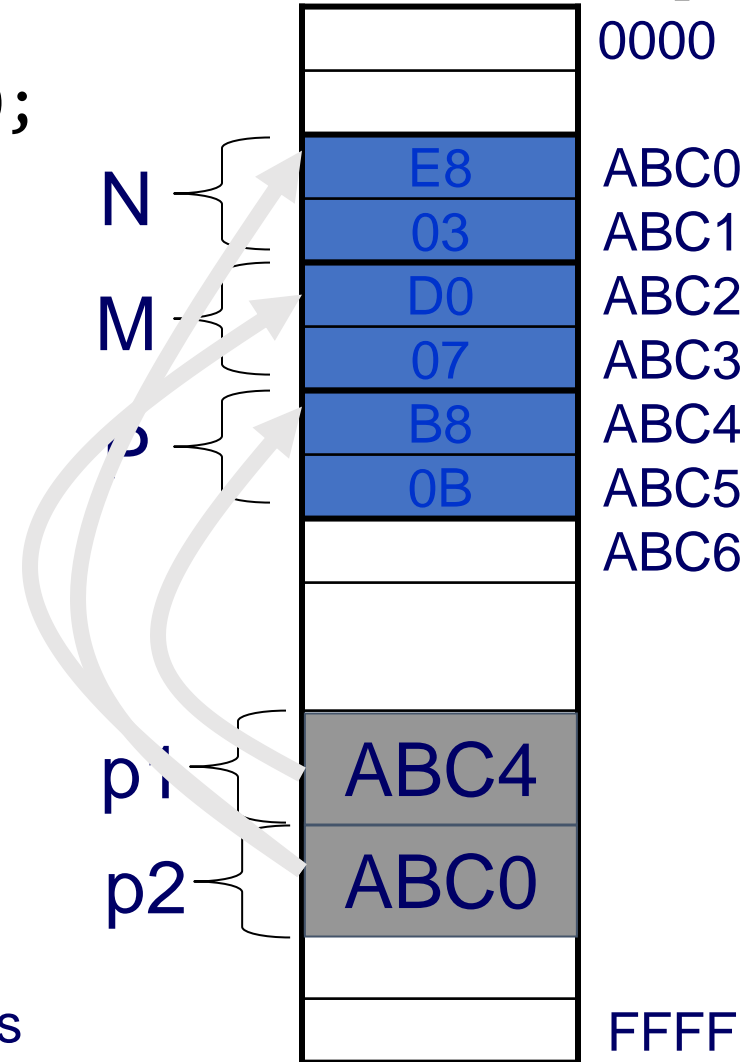 0000
);
N
E8
ABC0
03
ABC1
M
D0
ABC2
07
ABC3
B8
ABC4
0B
ABC5
ABC6
p1
ABC4
p2
ABC0
s
FFFF